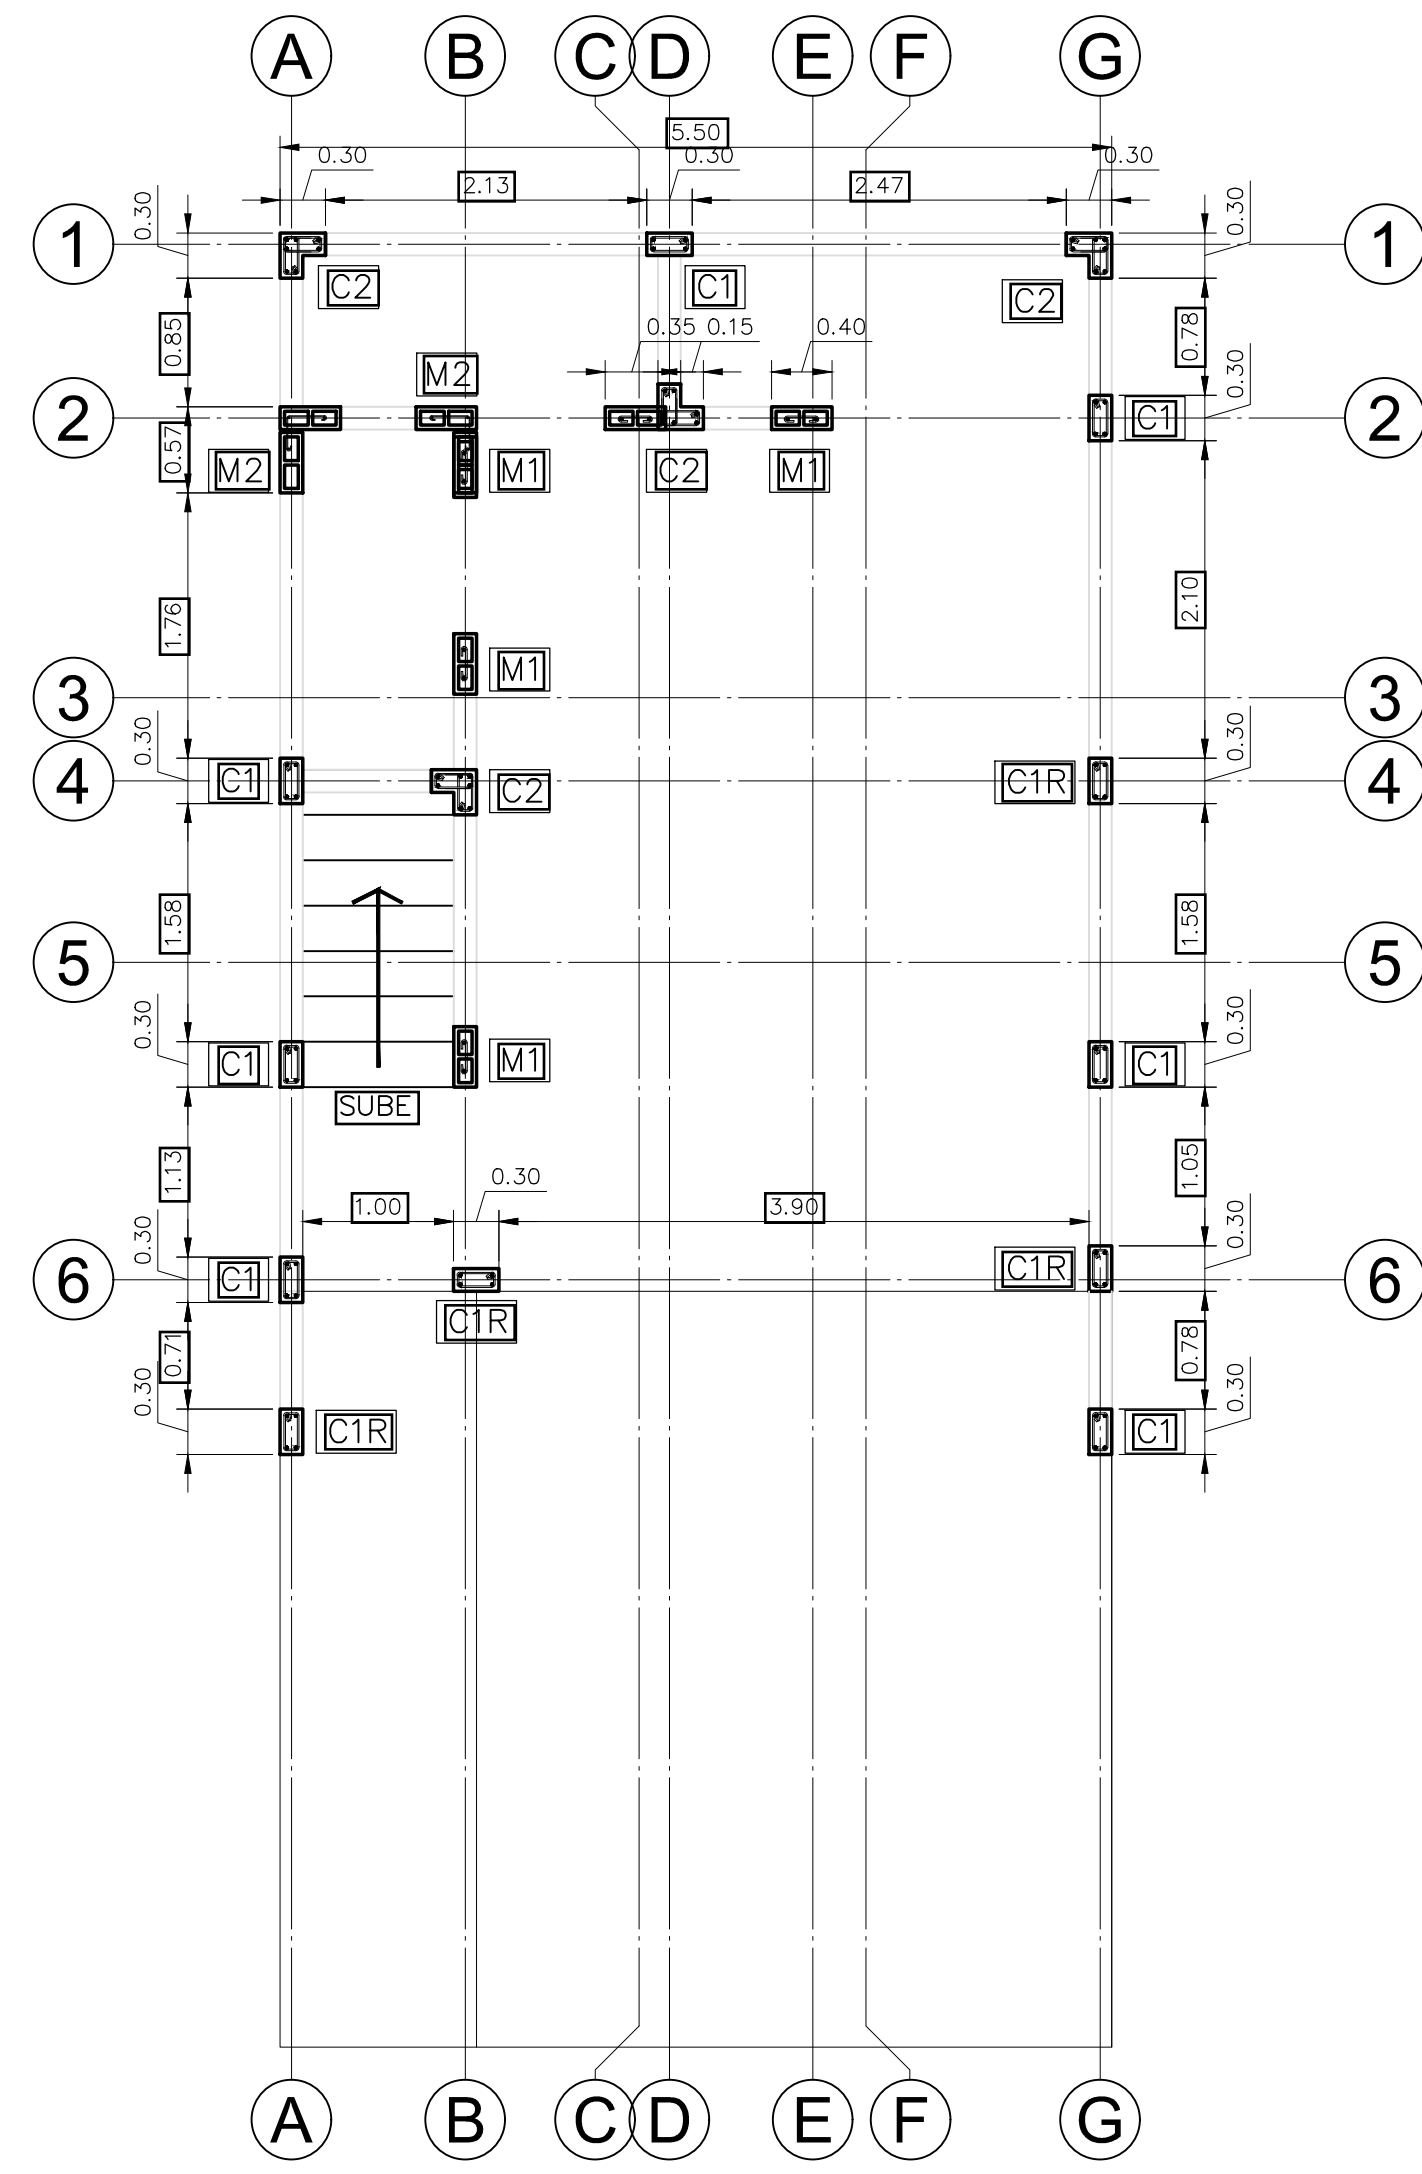 A B C D E F G
5.50
0.30 0.30 0.30
2.13 2.47
0.30 0.30
1 1
C2 C1 C2
0.85 0.35 0.15 0.40 0.78
M2 0.30
2 C1 2
0.57
M2 M1 C2 M1
1.76 2.10
M1
3 3
0.30 0.30
4 C1 C2 C1R 4
1.58 1.58
5 5
0.30 0.30
C1 M1 C1
SUBE
1.13 0.30 1.05
1.00 3.90
0.30 0.30
6 C1 C1R 6
C1R
0.71 0.78
0.30 0.30
C1R C1
A B C D E F G